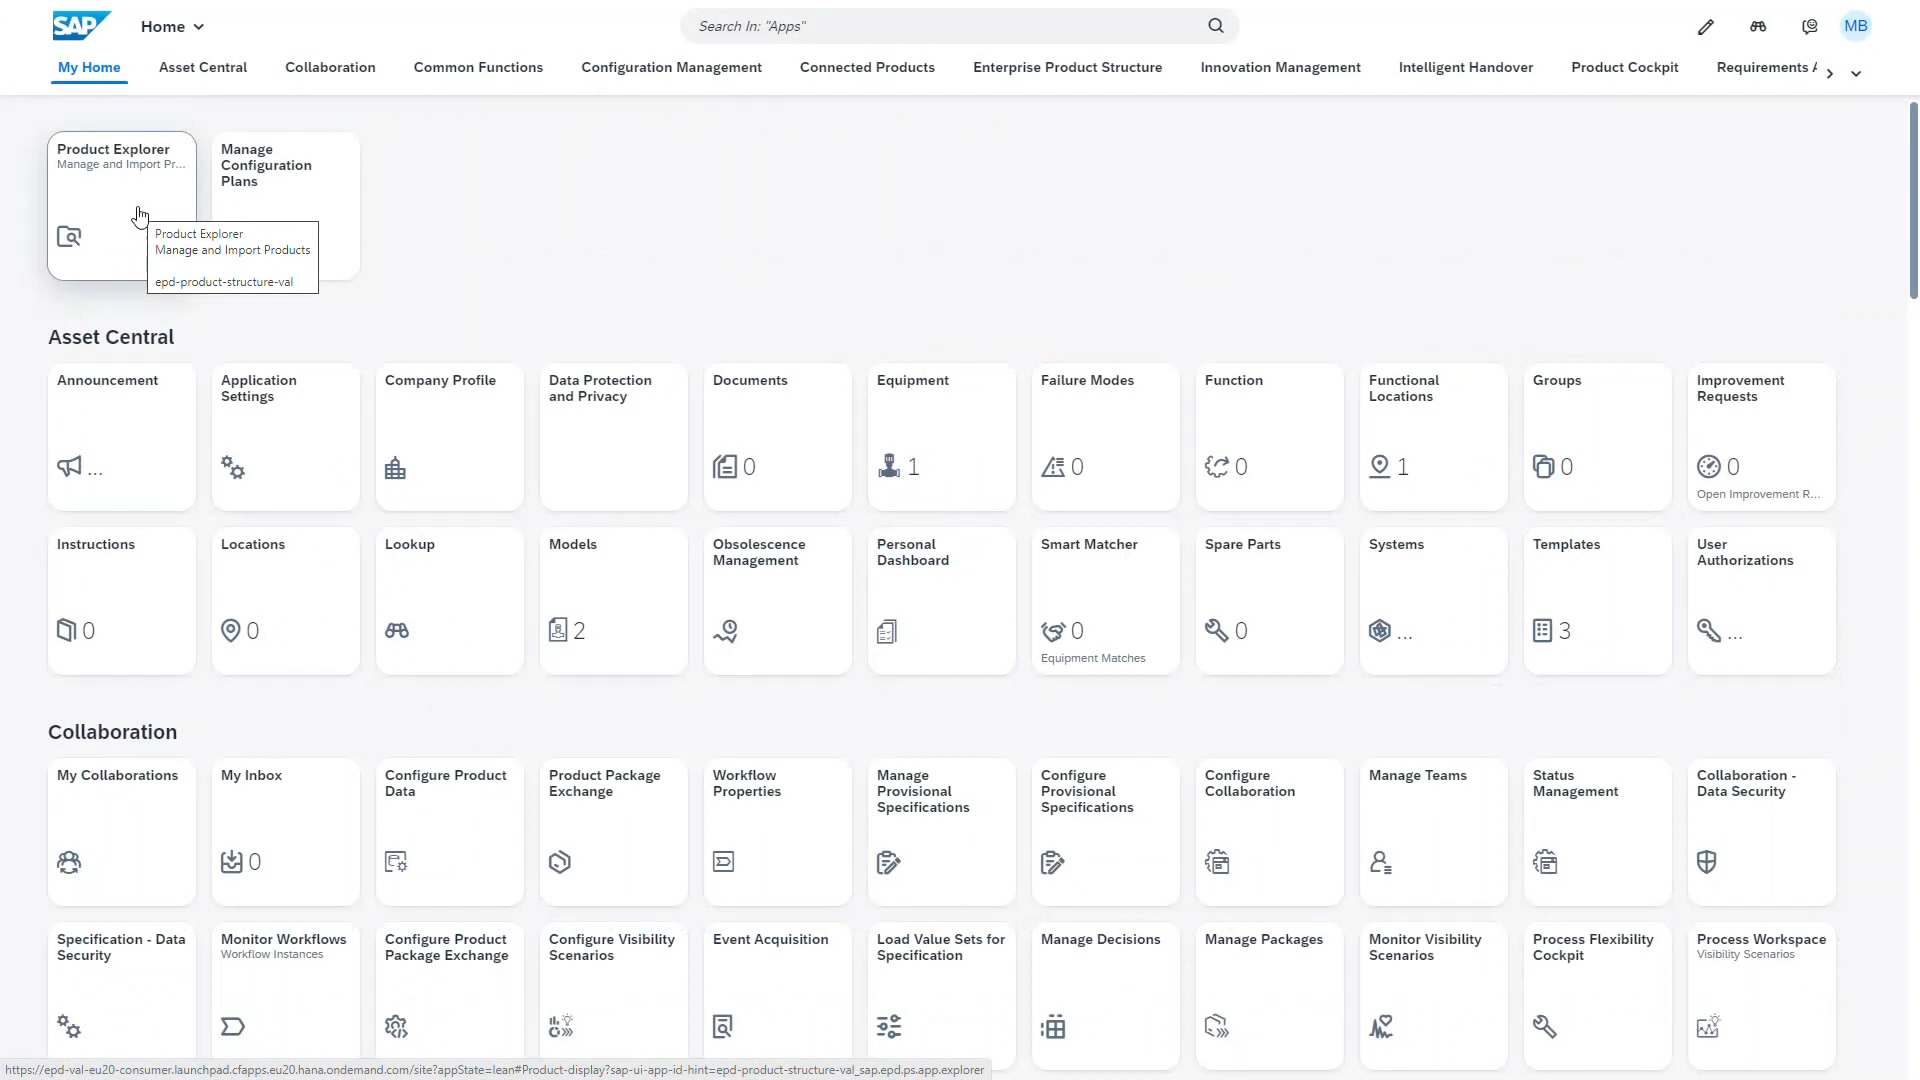 SAP
Home
Search In: "Apps"
MB
My Home
Asset Central
Collaboration
Common Functions
Configuration Management
Connected Products
Enterprise Product Structure
Innovation Management
Intelligent Handover
Product Cockpit
Requirements
Product Explorer
Manage and Import Pr...
Manage
Configuration
Plans
Product Explorer
Manage and Import Products
epd-product-structure-val
Asset Central
Announcement
...
Application
Settings
Company Profile
Data Protection
and Privacy
Documents
0
Equipment
1
Failure Modes
0
Function
0
Functional
Locations
1
Groups
0
Improvement
Requests
0
Open Improvement R...
Instructions
0
Locations
0
Lookup
Models
2
Obsolescence
Management
Personal
Dashboard
Smart Matcher
0
Equipment Matches
Spare Parts
0
Systems
...
Templates
3
User
Authorizations
...
Collaboration
My Collaborations
My Inbox
0
Configure Product
Data
Product Package
Exchange
Workflow
Properties
Manage
Provisional
Specifications
Configure
Provisional
Specifications
Configure
Collaboration
Manage Teams
Status
Management
Collaboration -
Data Security
Specification - Data
Security
Monitor Workflows
Workflow Instances
Configure Product
Package Exchange
Configure Visibility
Scenarios
Event Acquisition
Load Value Sets for
Specification
Manage Decisions
Manage Packages
Monitor Visibility
Scenarios
Process Flexibility
Cockpit
Process Workspace
Visibility Scenarios
https://epd-val-eu20-consumer.launchpad.cfapps.eu20.hana.ondemand.com/site?appState=lean#Product-display?sap-ui-app-id-hint=epd-product-structure-val_sap.epd.ps.app.explorer